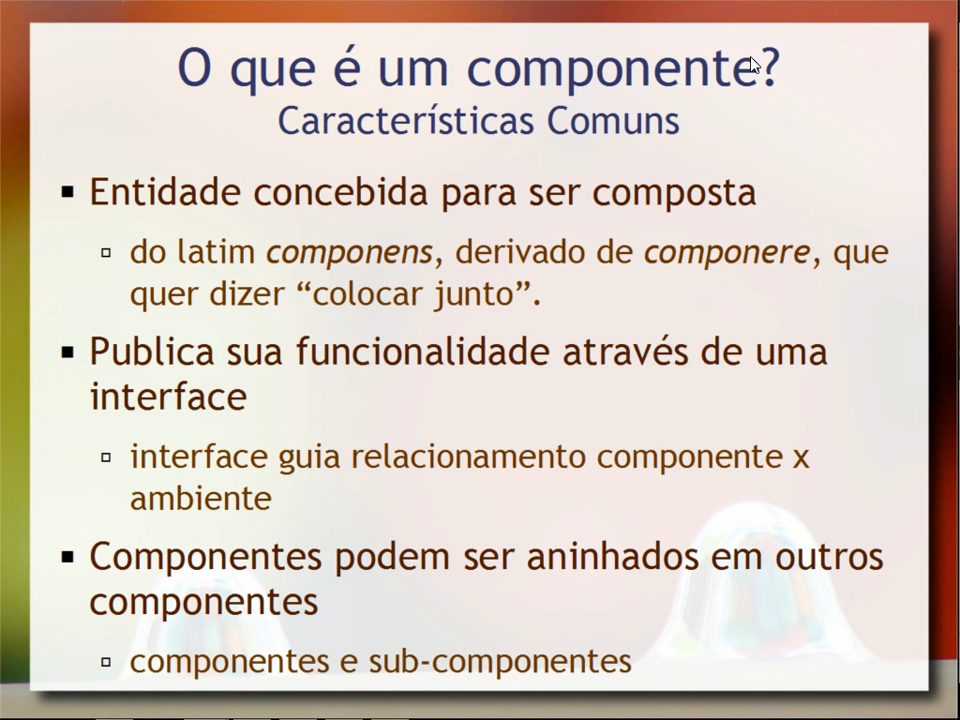 O que é um componente?
Características Comuns
▪ Entidade concebida para ser composta
▫ do latim componens, derivado de componere, que
quer dizer “colocar junto”.
▪ Publica sua funcionalidade através de uma
interface
▫ interface guia relacionamento componente x
ambiente
▪ Componentes podem ser aninhados em outros
componentes
▫ componentes e sub-componentes